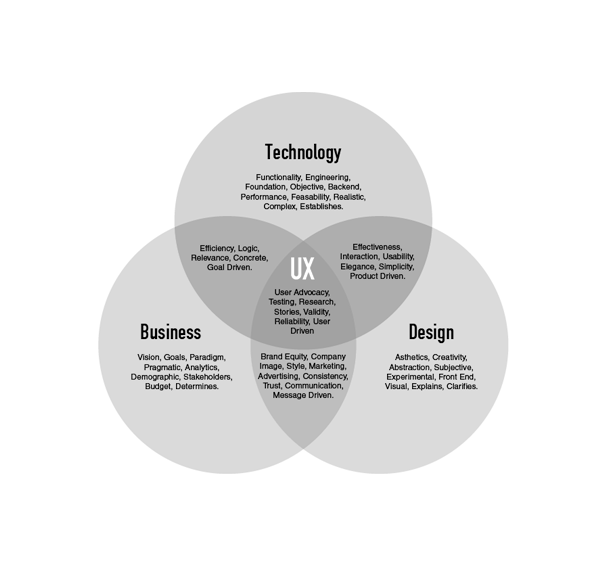 Technology
Functionality, Engineering,
Foundation, Objective, Backend,
Performance, Feasability, Realistic,
Complex, Establishes.
Efficiency, Logic,
Relevance, Concrete,
Goal Driven.
Effectiveness,
Interaction, Usability,
Elegance, Simplicity,
Product Driven.
UX
User Advocacy,
Testing, Research,
Stories, Validity,
Reliability, User
Driven
Business
Vision, Goals, Paradigm,
Pragmatic, Analytics,
Demographic, Stakeholders,
Budget, Determines.
Brand Equity, Company
Image, Style, Marketing,
Advertising, Consistency,
Trust, Communication,
Message Driven.
Design
Asthetics, Creativity,
Abstraction, Subjective,
Experimental, Front End,
Visual, Explains, Clarifies.